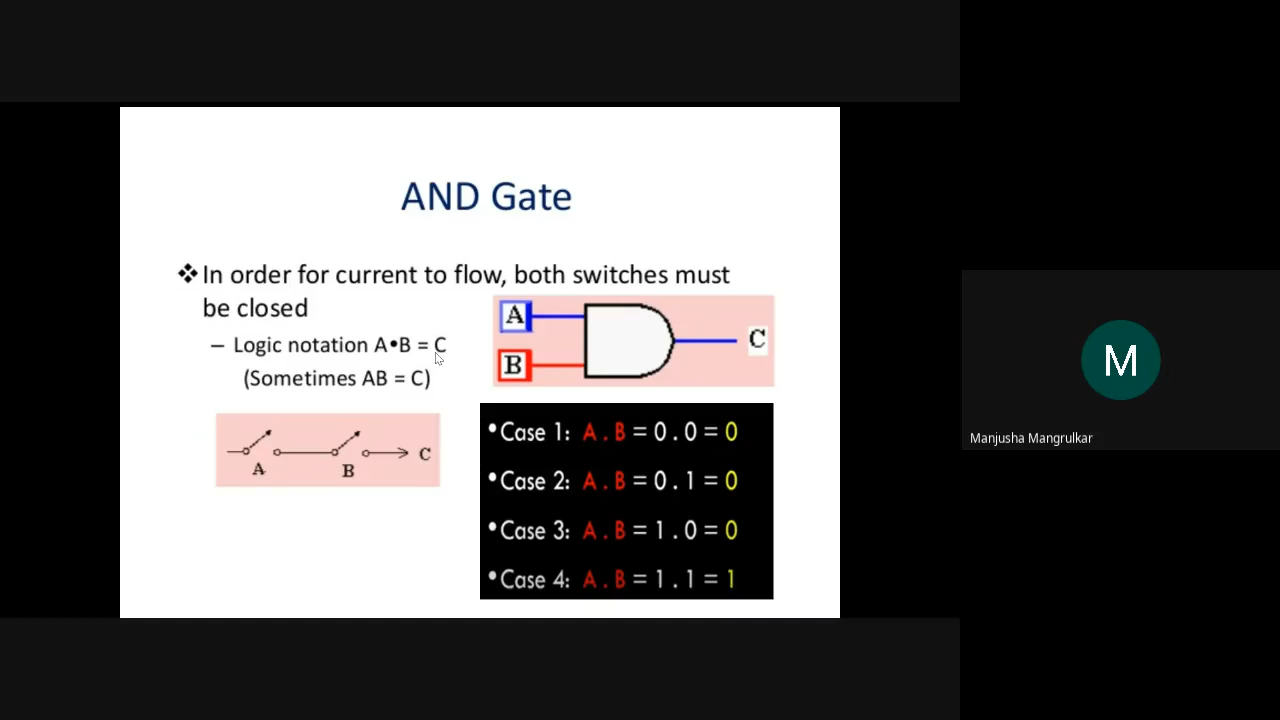 AND Gate
❖ In order for current to flow, both switches must
be closed
– Logic notation A•B = C
(Sometimes AB = C)
A
B
C
A
B
C
•Case 1: A . B = 0 . 0 = 0
•Case 2: A . B = 0 . 1 = 0
•Case 3: A . B = 1 . 0 = 0
•Case 4: A . B = 1 . 1 = 1
M
Manjusha Mangrulkar